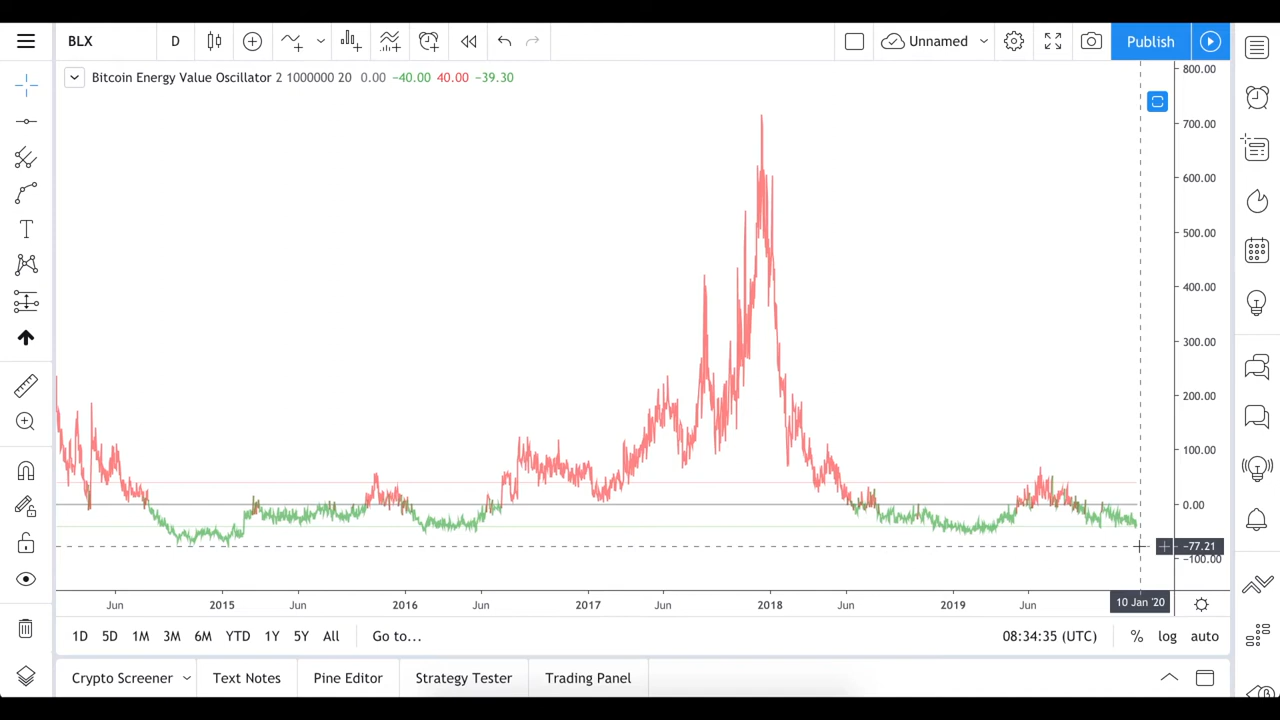 BLX D Unnamed Publish
Bitcoin Energy Value Oscillator 2 1000000 20 0.00 −40.00 40.00 −39.30
800.00
700.00
600.00
500.00
400.00
300.00
200.00
100.00
0.00
−77.21
−100.00
Jun 2015 Jun 2016 Jun 2017 Jun 2018 Jun 2019 Jun 10 Jan '20
1D 5D 1M 3M 6M YTD 1Y 5Y All Go to... 08:34:35 (UTC) % log auto
Crypto Screener Text Notes Pine Editor Strategy Tester Trading Panel